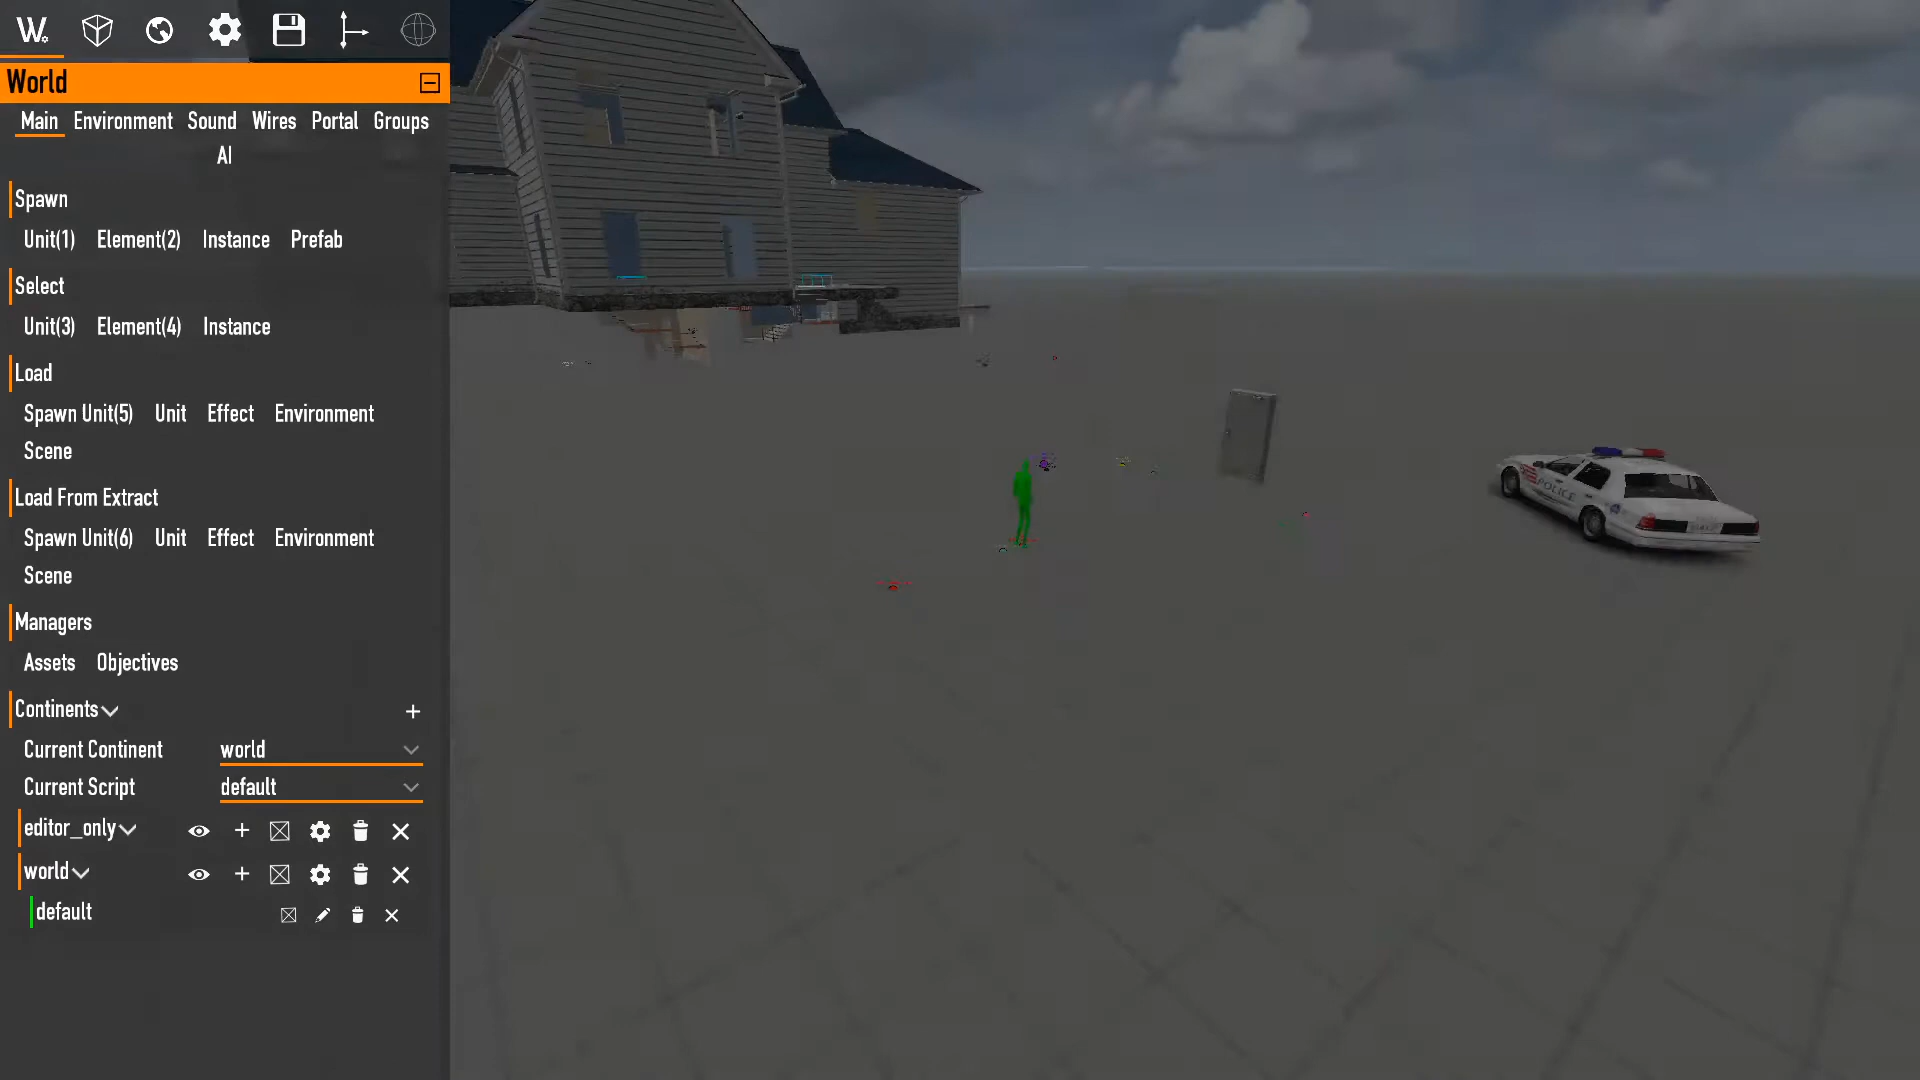 World
Main Environment Sound Wires Portal Groups
AI
Spawn
Unit(1) Element(2) Instance Prefab
Select
Unit(3) Element(4) Instance
Load
Spawn Unit(5) Unit Effect Environment
Scene
Load From Extract
Spawn Unit(6) Unit Effect Environment
Scene
Managers
Assets Objectives
Continents
Current Continent world
Current Script default
editor_only
world
default
POLICE